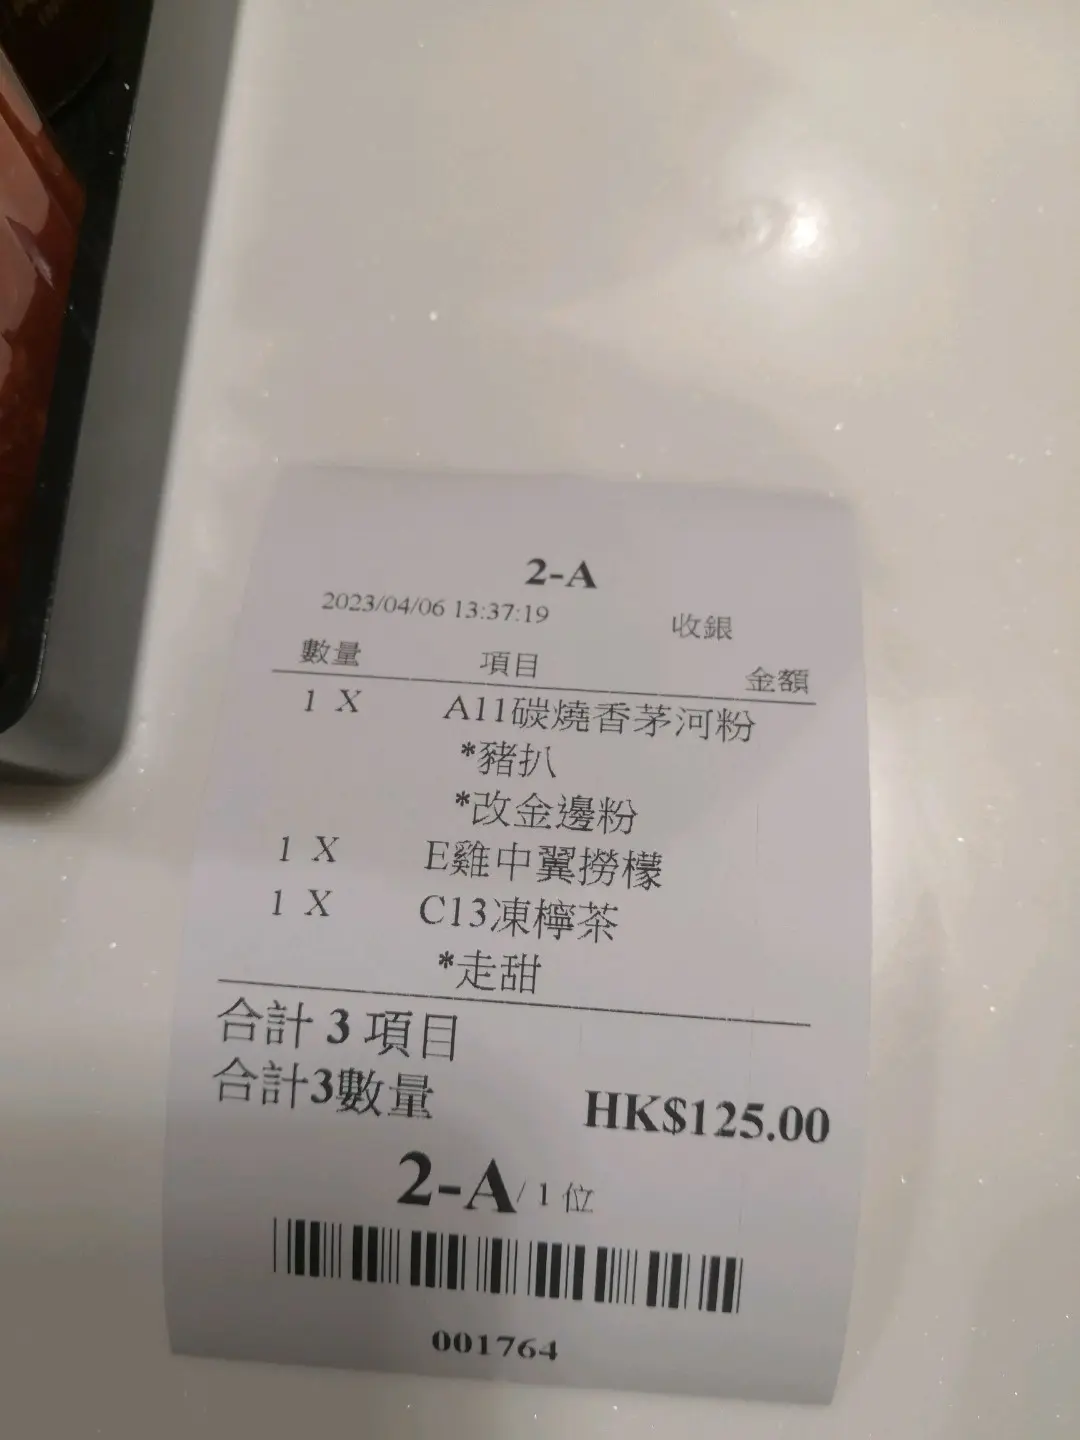 2-A
2023/04/06 13:37:19 收銀
數量 項目 金額
1 X A11碳燒香茅河粉
*豬扒
*改金邊粉
1 X E雞中翼撈檬
1 X C13凍檸茶
*走甜
合計 3 項目
合計3數量 HK$125.00
2-A/ 1 位
001764